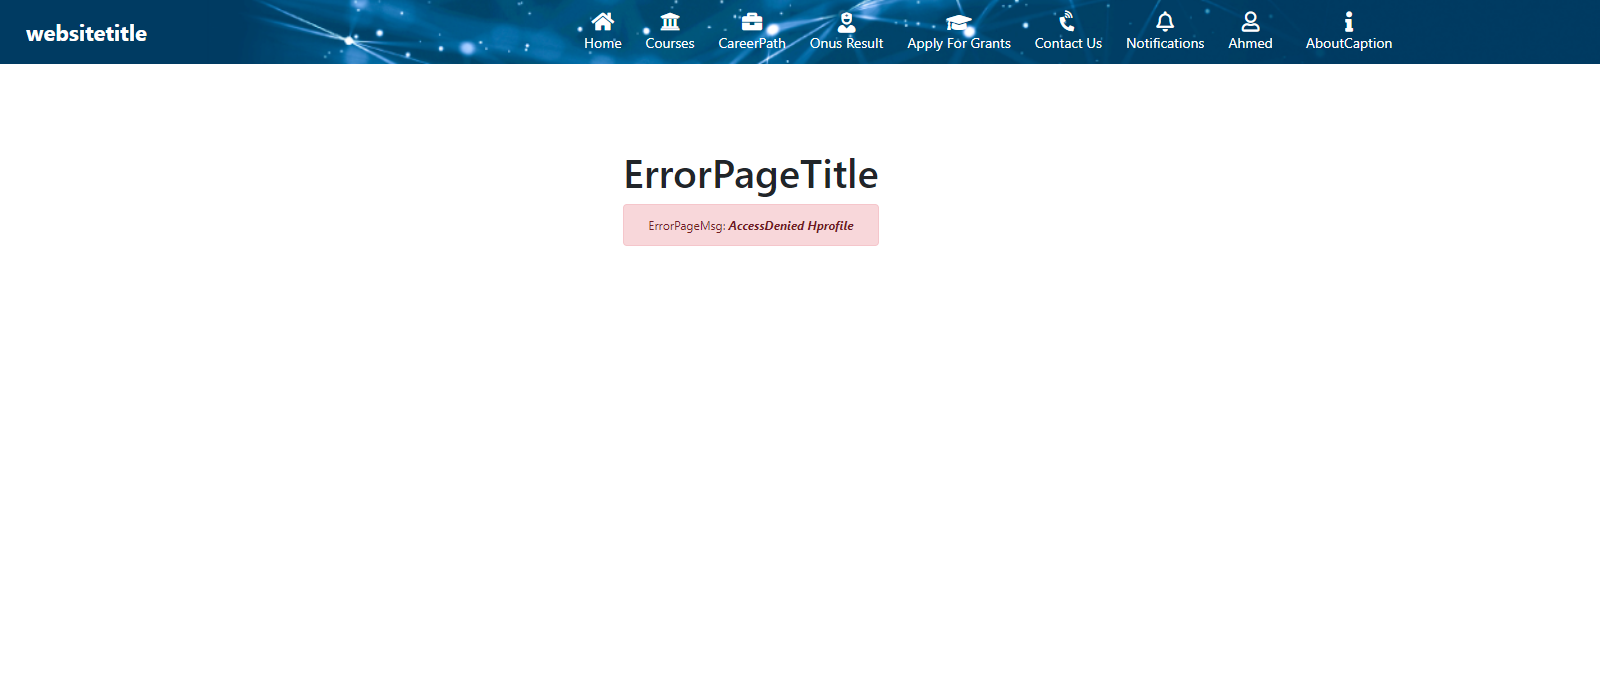 websitetitle
Home Courses CareerPath Onus Result Apply For Grants Contact Us Notifications Ahmed AboutCaption
ErrorPageTitle
ErrorPageMsg: AccessDenied Hprofile